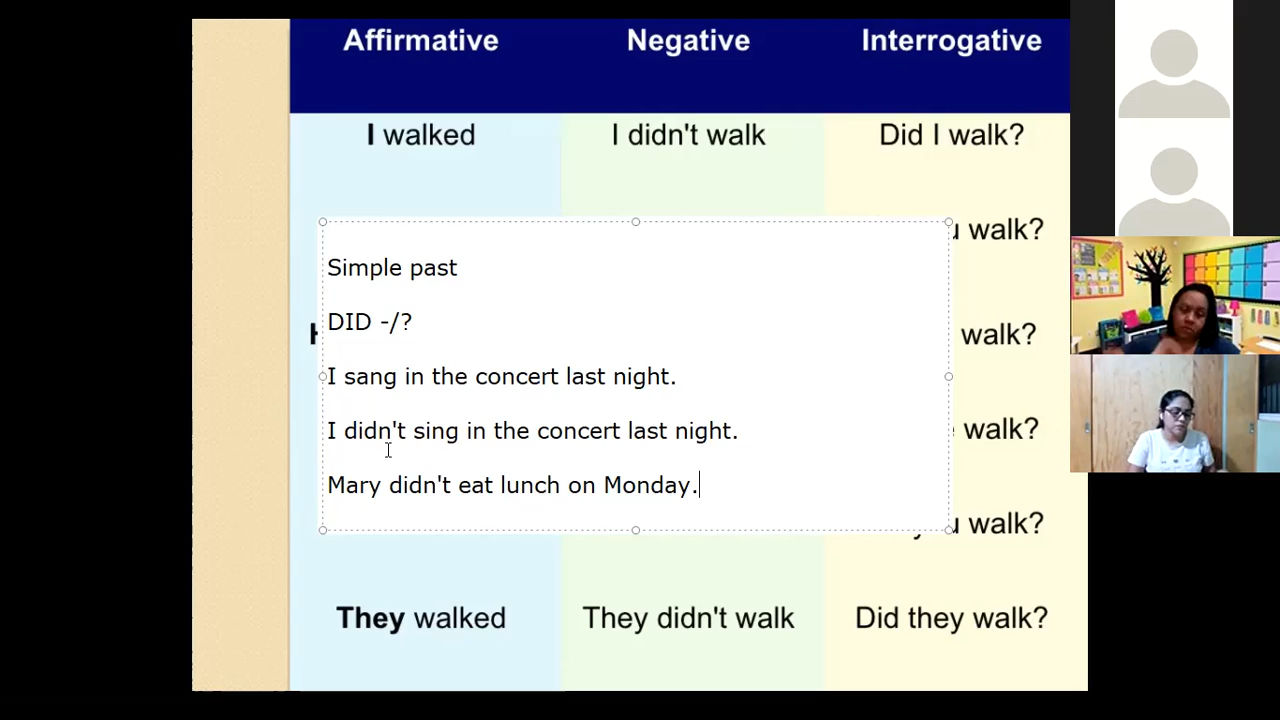 Affirmative Negative Interrogative
I walked I didn't walk Did I walk?
walk?
Simple past
DID -/?
walk?
I sang in the concert last night.
I didn't sing in the concert last night.
walk?
Mary didn't eat lunch on Monday.
walk?
They walked They didn't walk Did they walk?